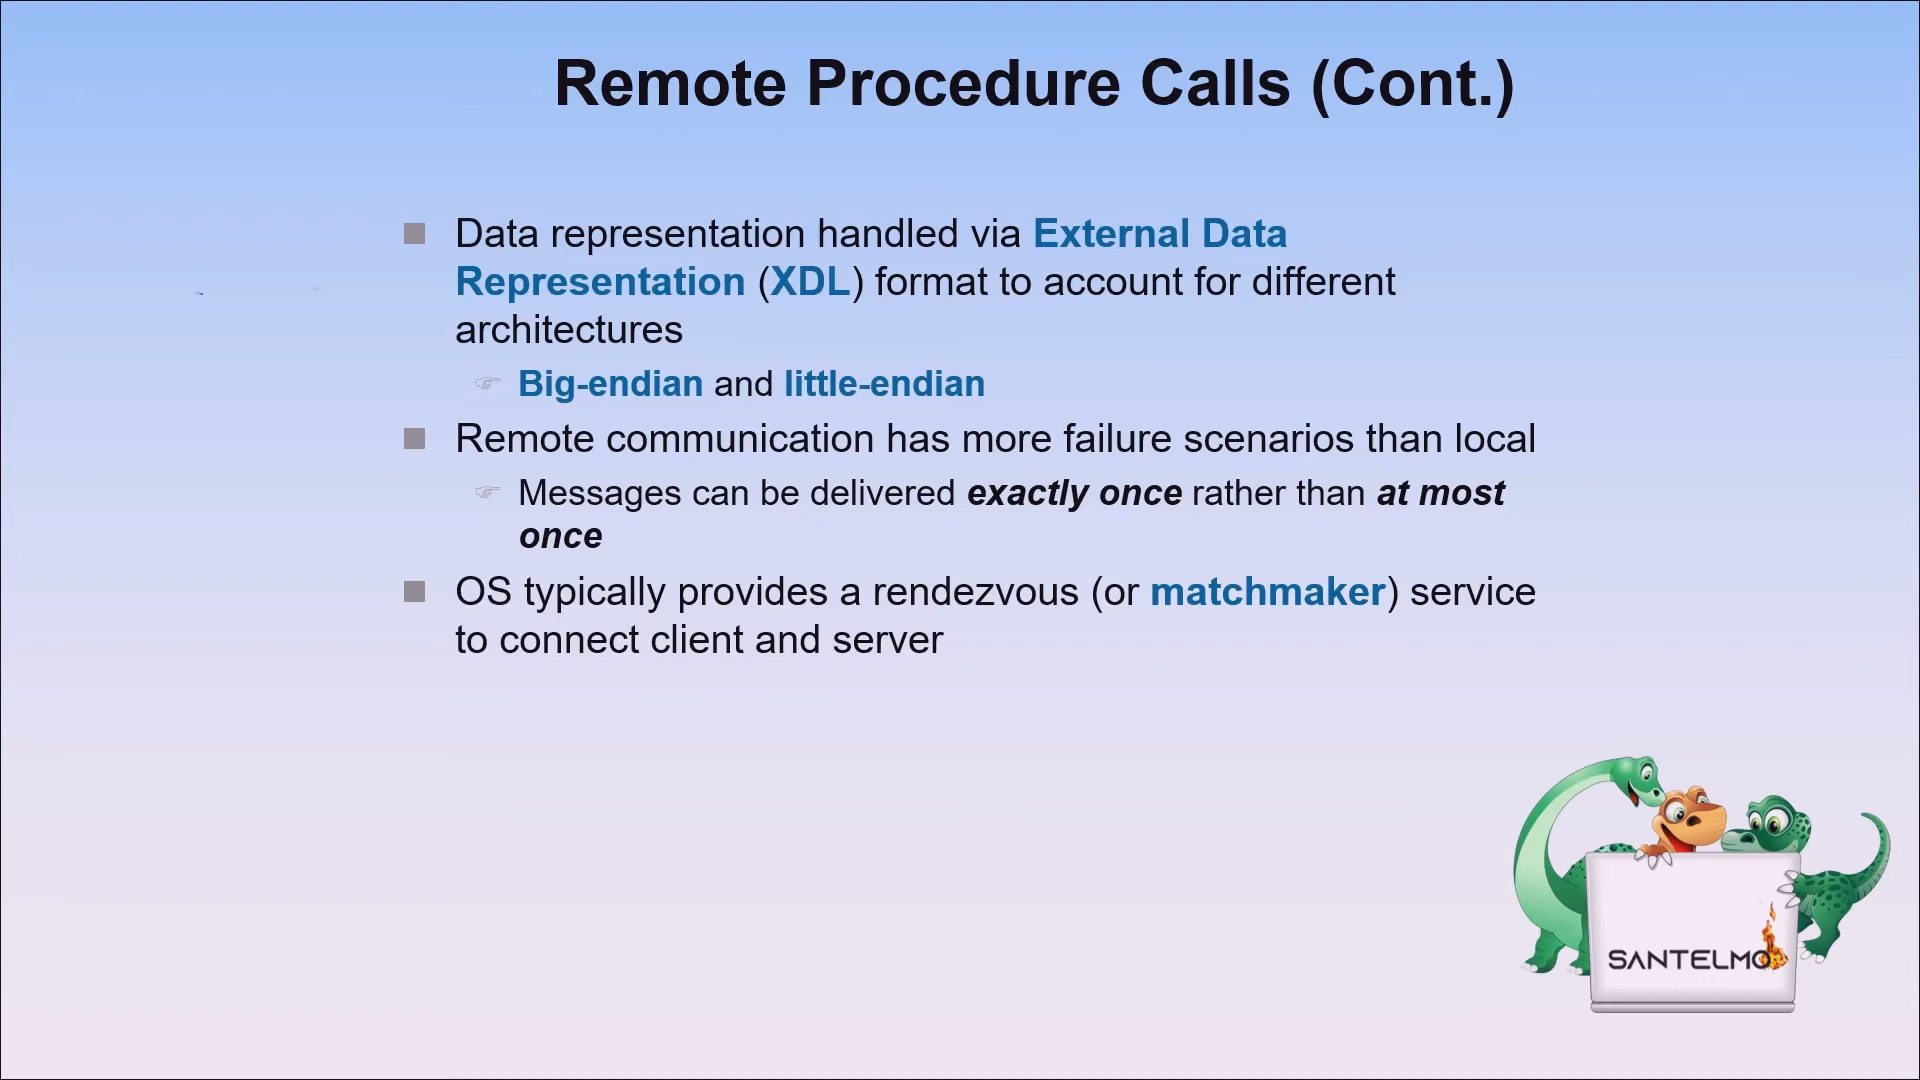 Remote Procedure Calls (Cont.)
Data representation handled via External Data
Representation (XDL) format to account for different
architectures
Big-endian and little-endian
Remote communication has more failure scenarios than local
Messages can be delivered exactly once rather than at most
once
OS typically provides a rendezvous (or matchmaker) service
to connect client and server
SANTELMO